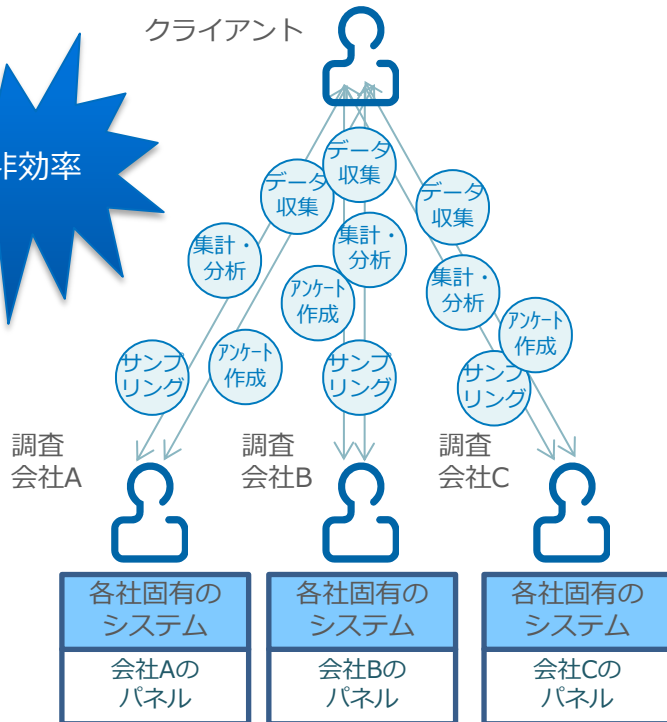 クライアント
非効率
データ
収集
データ
収集
データ
収集
集計・
分析
集計・
分析
集計・
分析
アンケート
作成
アンケート
作成
アンケート
作成
サンプ
リング
サンプ
リング
サンプ
リング
調査
会社A
調査
会社B
調査
会社C
各社固有の
システム
各社固有の
システム
各社固有の
システム
会社Aの
パネル
会社Bの
パネル
会社Cの
パネル